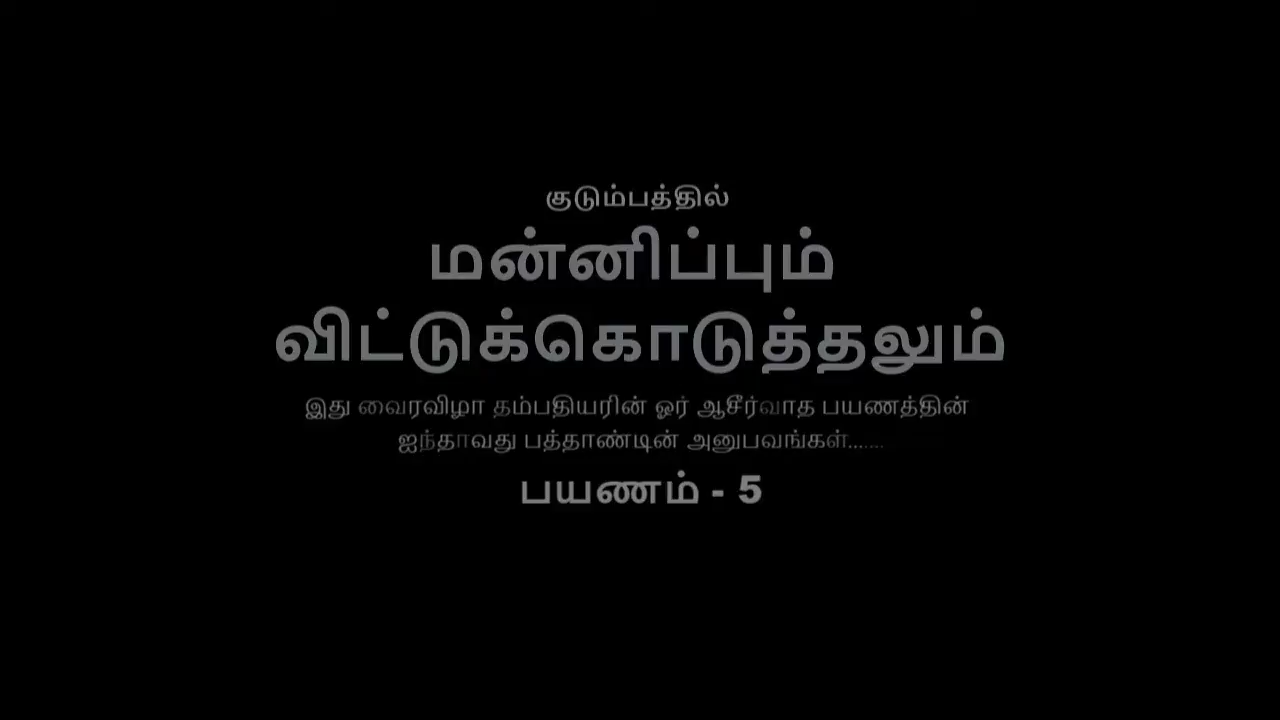 குடும்பத்தில்
மன்னிப்பும்
விட்டுக்கொடுத்தலும்
இது வைரவிழா தம்பதியரின் ஓர் ஆசீர்வாத பயணத்தின்
ஐந்தாவது பத்தாண்டின் அனுபவங்கள்.......
பயணம் - 5